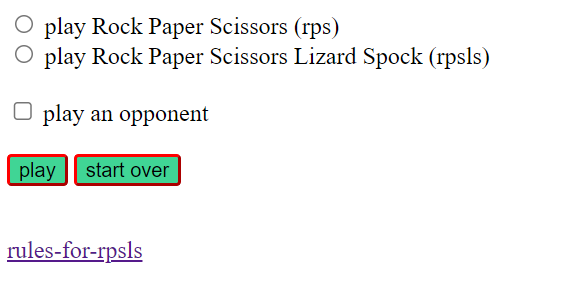 play Rock Paper Scissors (rps)
play Rock Paper Scissors Lizard Spock (rpsls)
play an opponent
play start over
rules-for-rpsls